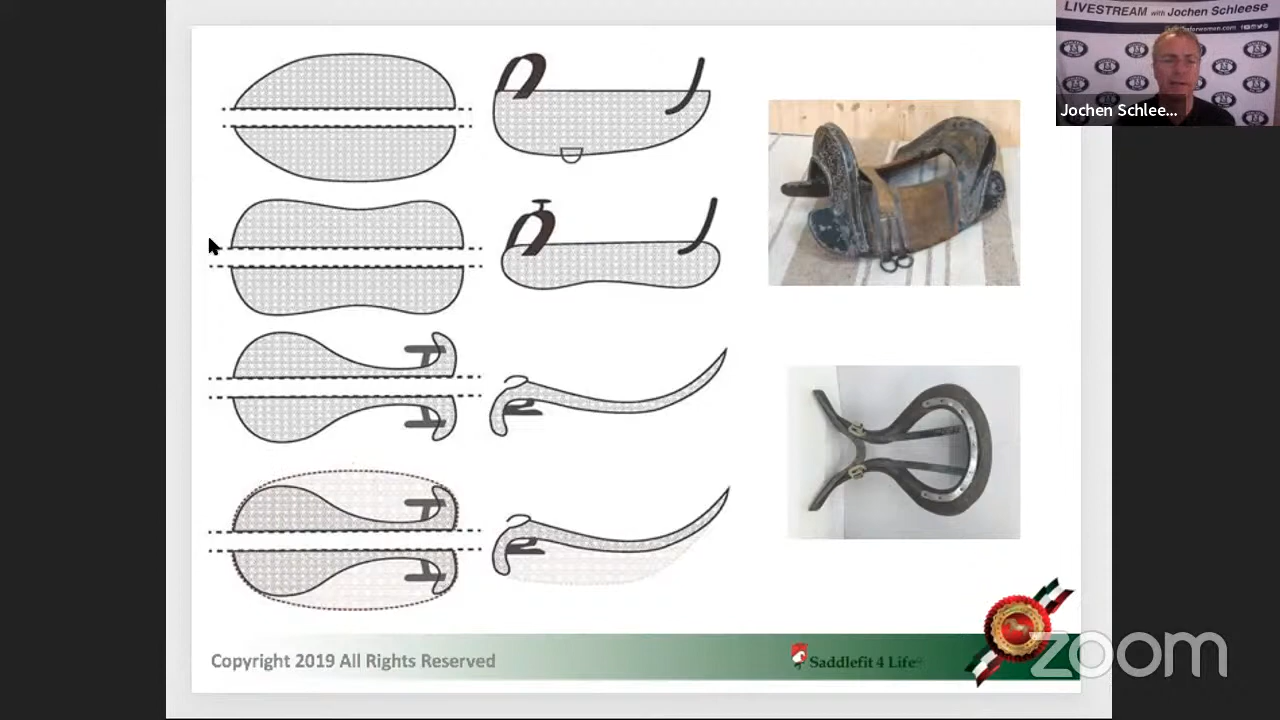 LIVESTREAM with Jochen Schleese
Jochen Schlee...
Copyright 2019 All Rights Reserved
Saddlefit 4 Life
zoom